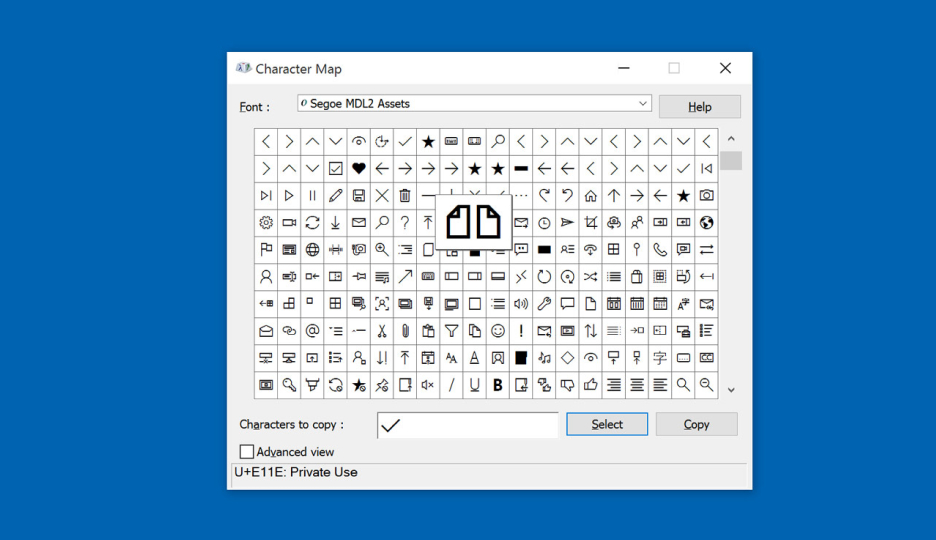 Character Map
Font :
Segoe MDL2 Assets
Help
Characters to copy :
Select
Copy
Advanced view
U+E11E: Private Use